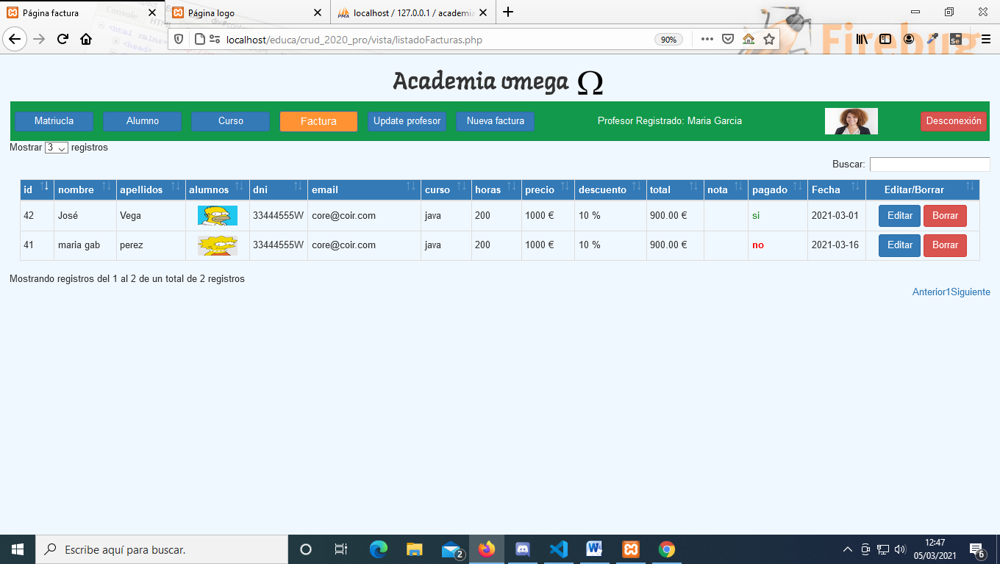 Página factura
Página logo
localhost / 127.0.0.1 / academia
localhost/educa/crud_2020_pro/vista/listadoFacturas.php
90%
Academia omega Ω
Matriucla Alumno Curso Factura Update profesor Nueva factura Profesor Registrado: Maria Garcia Desconexión
Mostrar 3 registros
Buscar:
id nombre apellidos alumnos dni email curso horas precio descuento total nota pagado Fecha Editar/Borrar
42 José Vega 33444555W core@coir.com java 200 1000 € 10 % 900.00 € si 2021-03-01 Editar Borrar
41 maria gab perez 33444555W core@coir.com java 200 1000 € 10 % 900.00 € no 2021-03-16 Editar Borrar
Mostrando registros del 1 al 2 de un total de 2 registros
Anterior1Siguiente
Escribe aquí para buscar.
2
12:47
05/03/2021
6